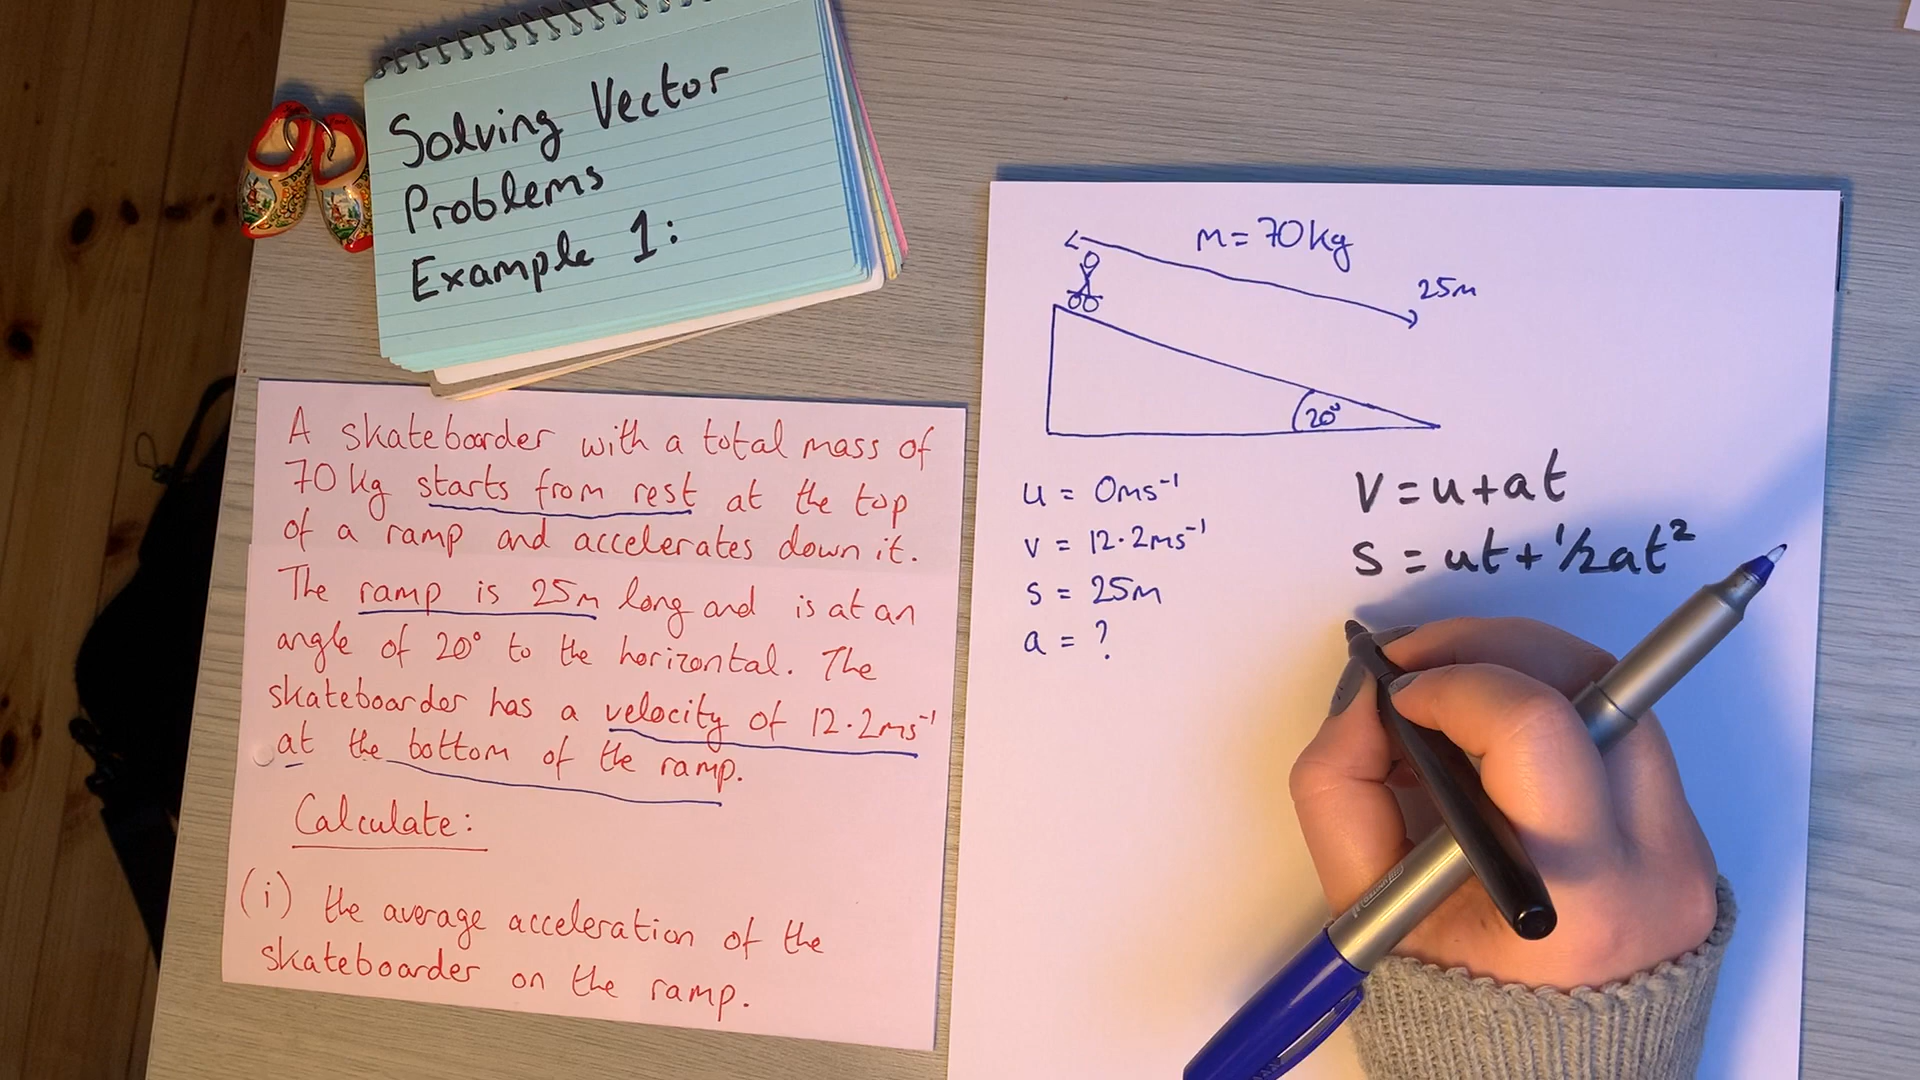 Solving Vector
Problems
Example 1:
A skateboarder with a total mass of
70kg starts from rest at the top
of a ramp and accelerates down it.
The ramp is 25m long and is at an
angle of 20° to the horizontal. The
skateboarder has a velocity of 12.2ms⁻¹
at the bottom of the ramp.
Calculate:
(i) the average acceleration of the
skateboarder on the ramp.
m = 70kg
25m
20°
u = 0ms⁻¹
v = 12.2ms⁻¹
s = 25m
a = ?
v = u + at
s = ut + 1/2at²